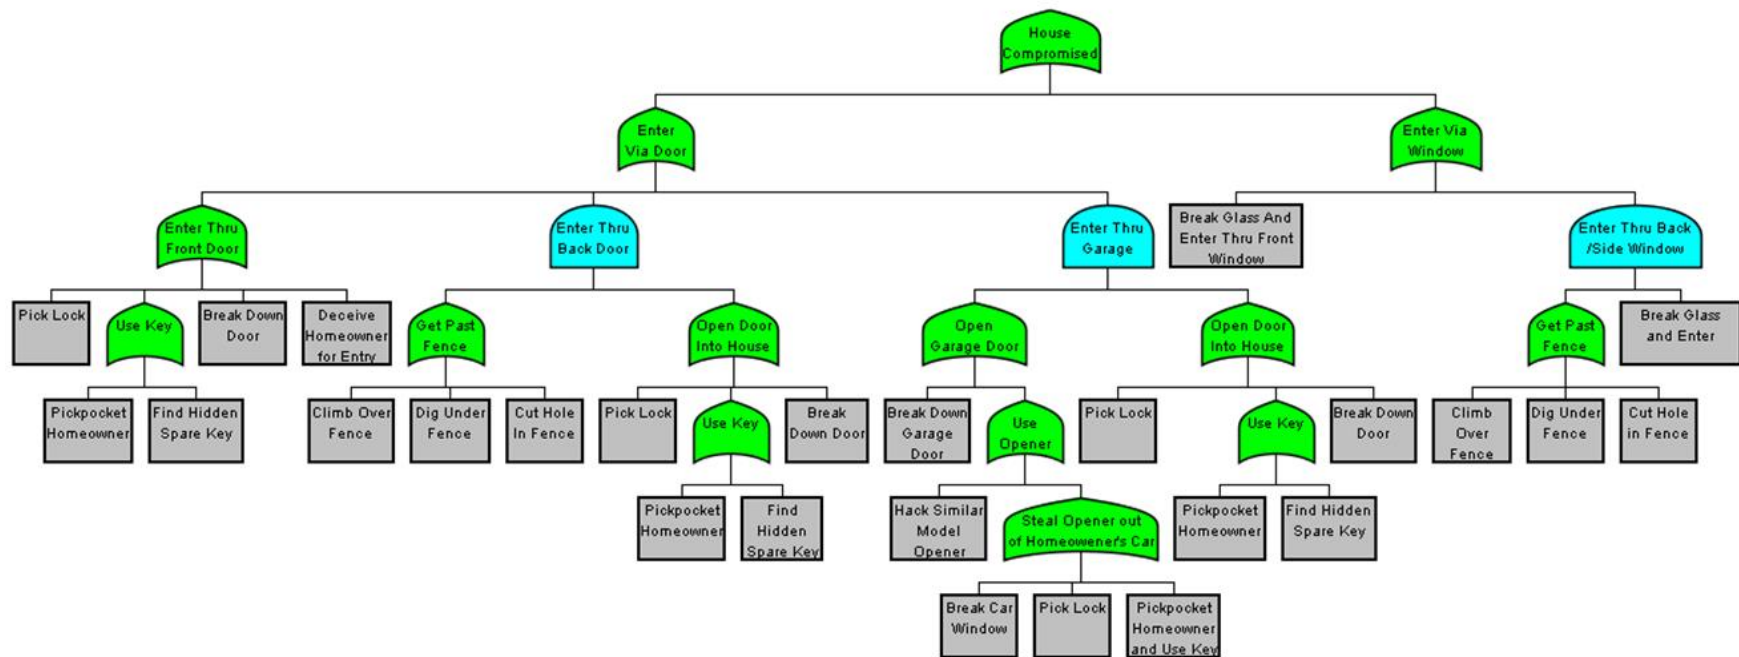 House
Compromised
Enter
Via Door
Enter Via
Window
Enter Thru
Front Door
Enter Thru
Back Door
Enter Thru
Garage
Break Glass And
Enter Thru Front
Window
Enter Thru Back
/Side Window
Pick Lock
Use Key
Break Down
Door
Deceive
Homeowner
for Entry
Get Past
Fence
Open Door
Into House
Open
Garage Door
Open Door
Into House
Get Past
Fence
Break Glass
and Enter
Pickpocket
Homeowner
Find Hidden
Spare Key
Climb Over
Fence
Dig Under
Fence
Cut Hole
In Fence
Pick Lock
Use Key
Break
Down Door
Break Down
Garage
Door
Use
Opener
Pick Lock
Use Key
Break Down
Door
Climb
Over
Fence
Dig Under
Fence
Cut Hole
in Fence
Pickpocket
Homeowner
Find
Hidden
Spare Key
Hack Similar
Model
Opener
Steal Opener out
of Homeowener's Car
Pickpocket
Homeowner
Find Hidden
Spare Key
Break Car
Window
Pick Lock
Pickpocket
Homeowner
and Use Key